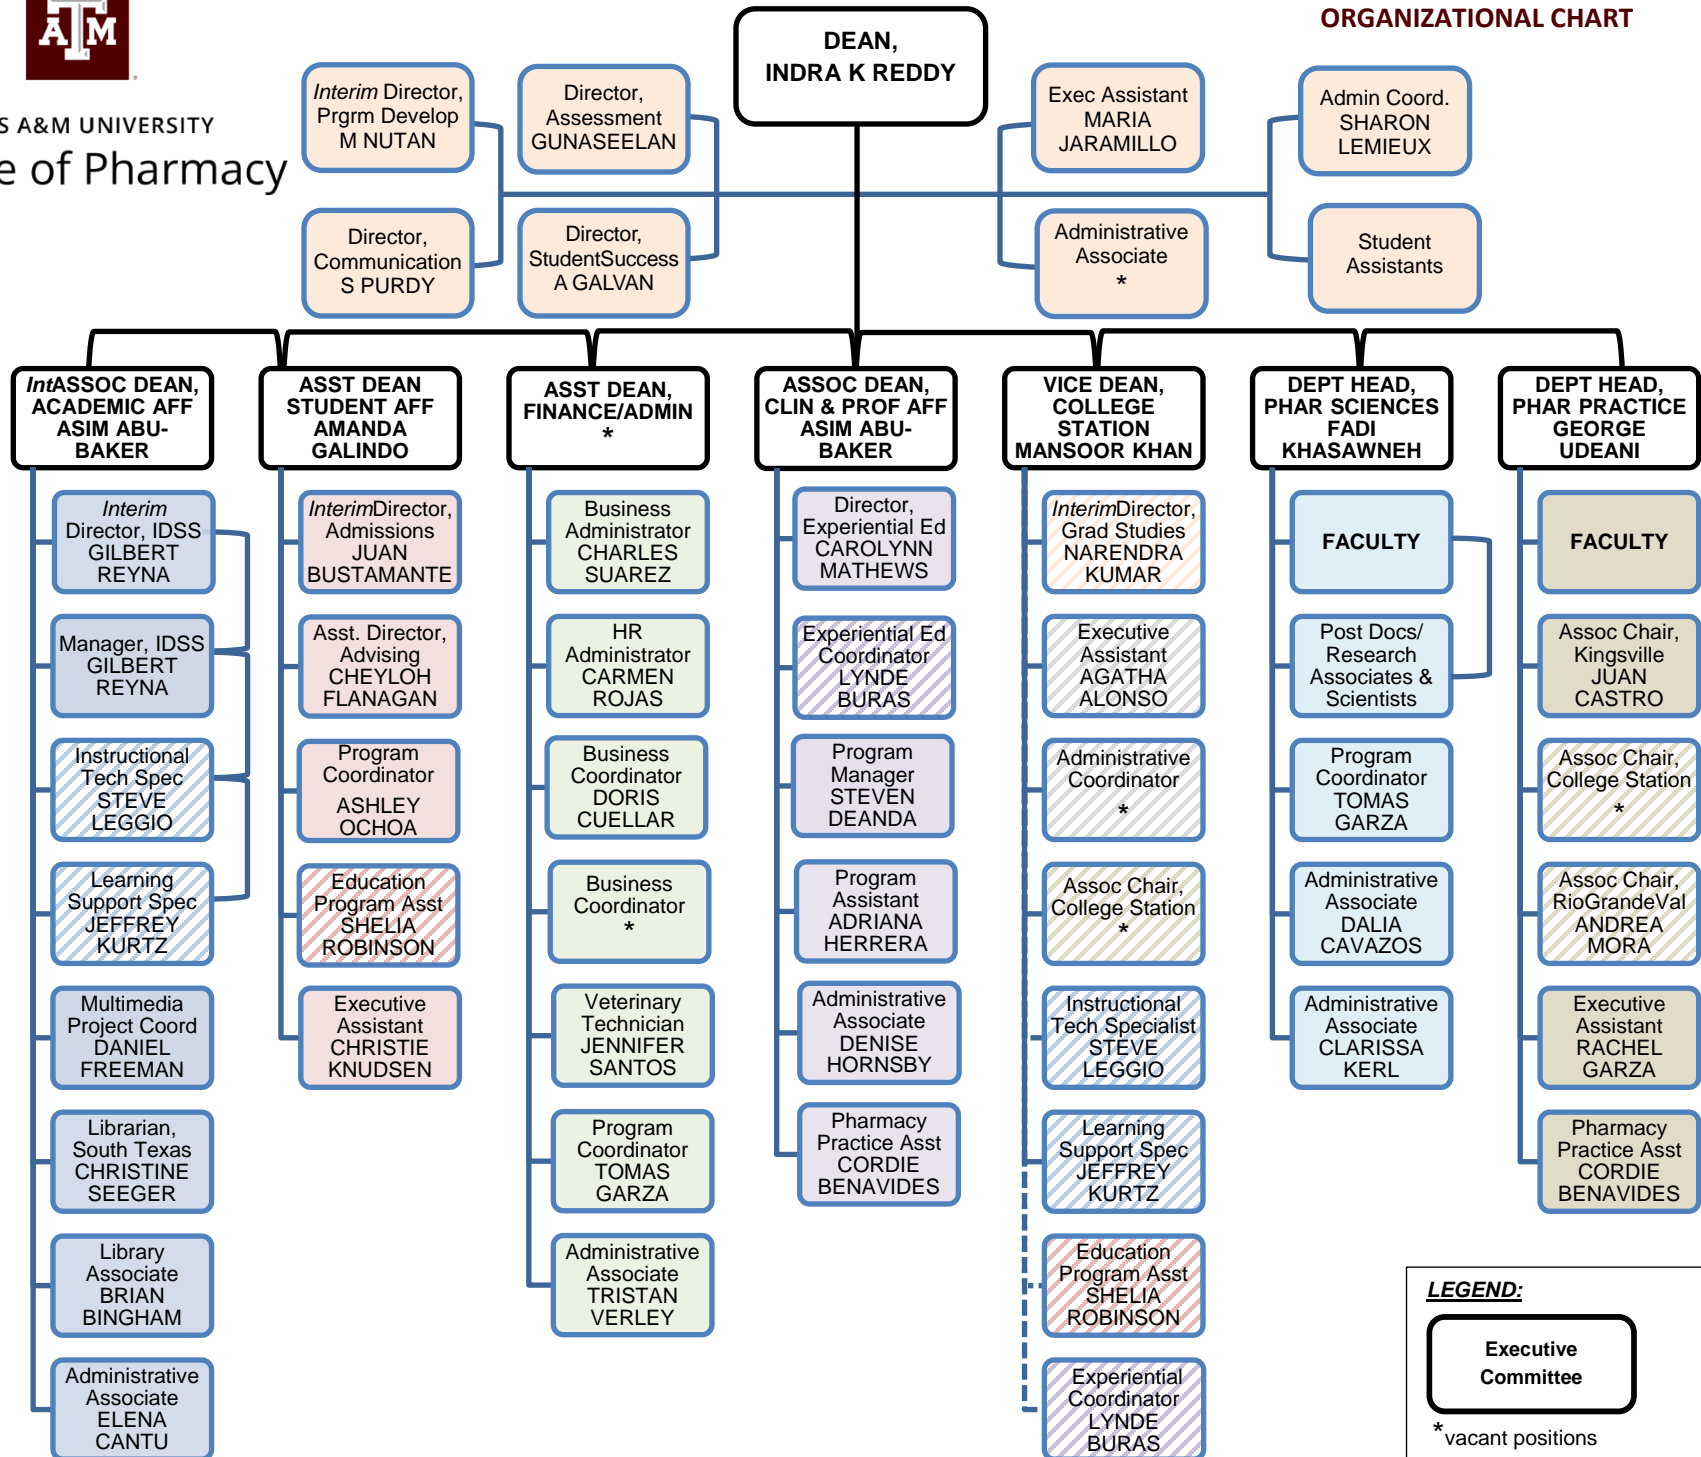 ORGANIZATIONAL CHART
A M
S A&M UNIVERSITY
e of Pharmacy
DEAN,
INDRA K REDDY
Interim Director,
Prgrm Develop
M NUTAN
Director,
Assessment
GUNASEELAN
Exec Assistant
MARIA
JARAMILLO
Admin Coord.
SHARON
LEMIEUX
Director,
Communication
S PURDY
Director,
StudentSuccess
A GALVAN
Administrative
Associate
*
Student
Assistants
IntASSOC DEAN,
ACADEMIC AFF
ASIM ABU-
BAKER
Interim
Director, IDSS
GILBERT
REYNA
Manager, IDSS
GILBERT
REYNA
Instructional
Tech Spec
STEVE
LEGGIO
Learning
Support Spec
JEFFREY
KURTZ
Multimedia
Project Coord
DANIEL
FREEMAN
Librarian,
South Texas
CHRISTINE
SEEGER
Library
Associate
BRIAN
BINGHAM
Administrative
Associate
ELENA
CANTU
ASST DEAN
STUDENT AFF
AMANDA
GALINDO
InterimDirector,
Admissions
JUAN
BUSTAMANTE
Asst. Director,
Advising
CHEYLOH
FLANAGAN
Program
Coordinator
ASHLEY
OCHOA
Education
Program Asst
SHELIA
ROBINSON
Executive
Assistant
CHRISTIE
KNUDSEN
ASST DEAN,
FINANCE/ADMIN
*
Business
Administrator
CHARLES
SUAREZ
HR
Administrator
CARMEN
ROJAS
Business
Coordinator
DORIS
CUELLAR
Business
Coordinator
*
Veterinary
Technician
JENNIFER
SANTOS
Program
Coordinator
TOMAS
GARZA
Administrative
Associate
TRISTAN
VERLEY
ASSOC DEAN,
CLIN & PROF AFF
ASIM ABU-
BAKER
Director,
Experiential Ed
CAROLYNN
MATHEWS
Experiential Ed
Coordinator
LYNDE
BURAS
Program
Manager
STEVEN
DEANDA
Program
Assistant
ADRIANA
HERRERA
Administrative
Associate
DENISE
HORNSBY
Pharmacy
Practice Asst
CORDIE
BENAVIDES
VICE DEAN,
COLLEGE
STATION
MANSOOR KHAN
InterimDirector,
Grad Studies
NARENDRA
KUMAR
Executive
Assistant
AGATHA
ALONSO
Administrative
Coordinator
*
Assoc Chair,
College Station
*
Instructional
Tech Specialist
STEVE
LEGGIO
Learning
Support Spec
JEFFREY
KURTZ
Education
Program Asst
SHELIA
ROBINSON
Experiential
Coordinator
LYNDE
BURAS
DEPT HEAD,
PHAR SCIENCES
FADI
KHASAWNEH
FACULTY
Post Docs/
Research
Associates &
Scientists
Program
Coordinator
TOMAS
GARZA
Administrative
Associate
DALIA
CAVAZOS
Administrative
Associate
CLARISSA
KERL
DEPT HEAD,
PHAR PRACTICE
GEORGE
UDEANI
FACULTY
Assoc Chair,
Kingsville
JUAN
CASTRO
Assoc Chair,
College Station
*
Assoc Chair,
RioGrandeVal
ANDREA
MORA
Executive
Assistant
RACHEL
GARZA
Pharmacy
Practice Asst
CORDIE
BENAVIDES
LEGEND:
Executive
Committee
*vacant positions